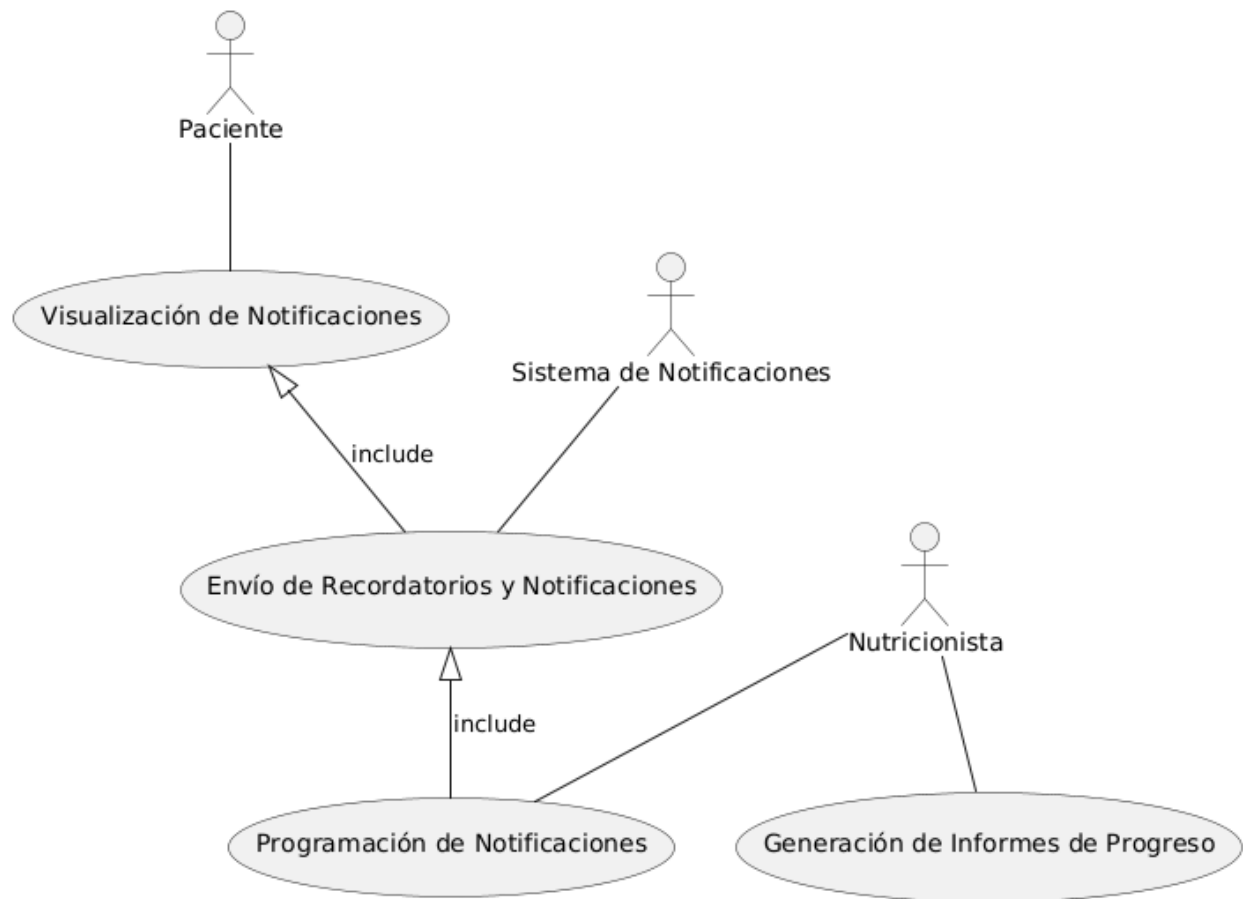 Paciente
Visualización de Notificaciones
Sistema de Notificaciones
include
Envío de Recordatorios y Notificaciones
Nutricionista
include
Programación de Notificaciones
Generación de Informes de Progreso